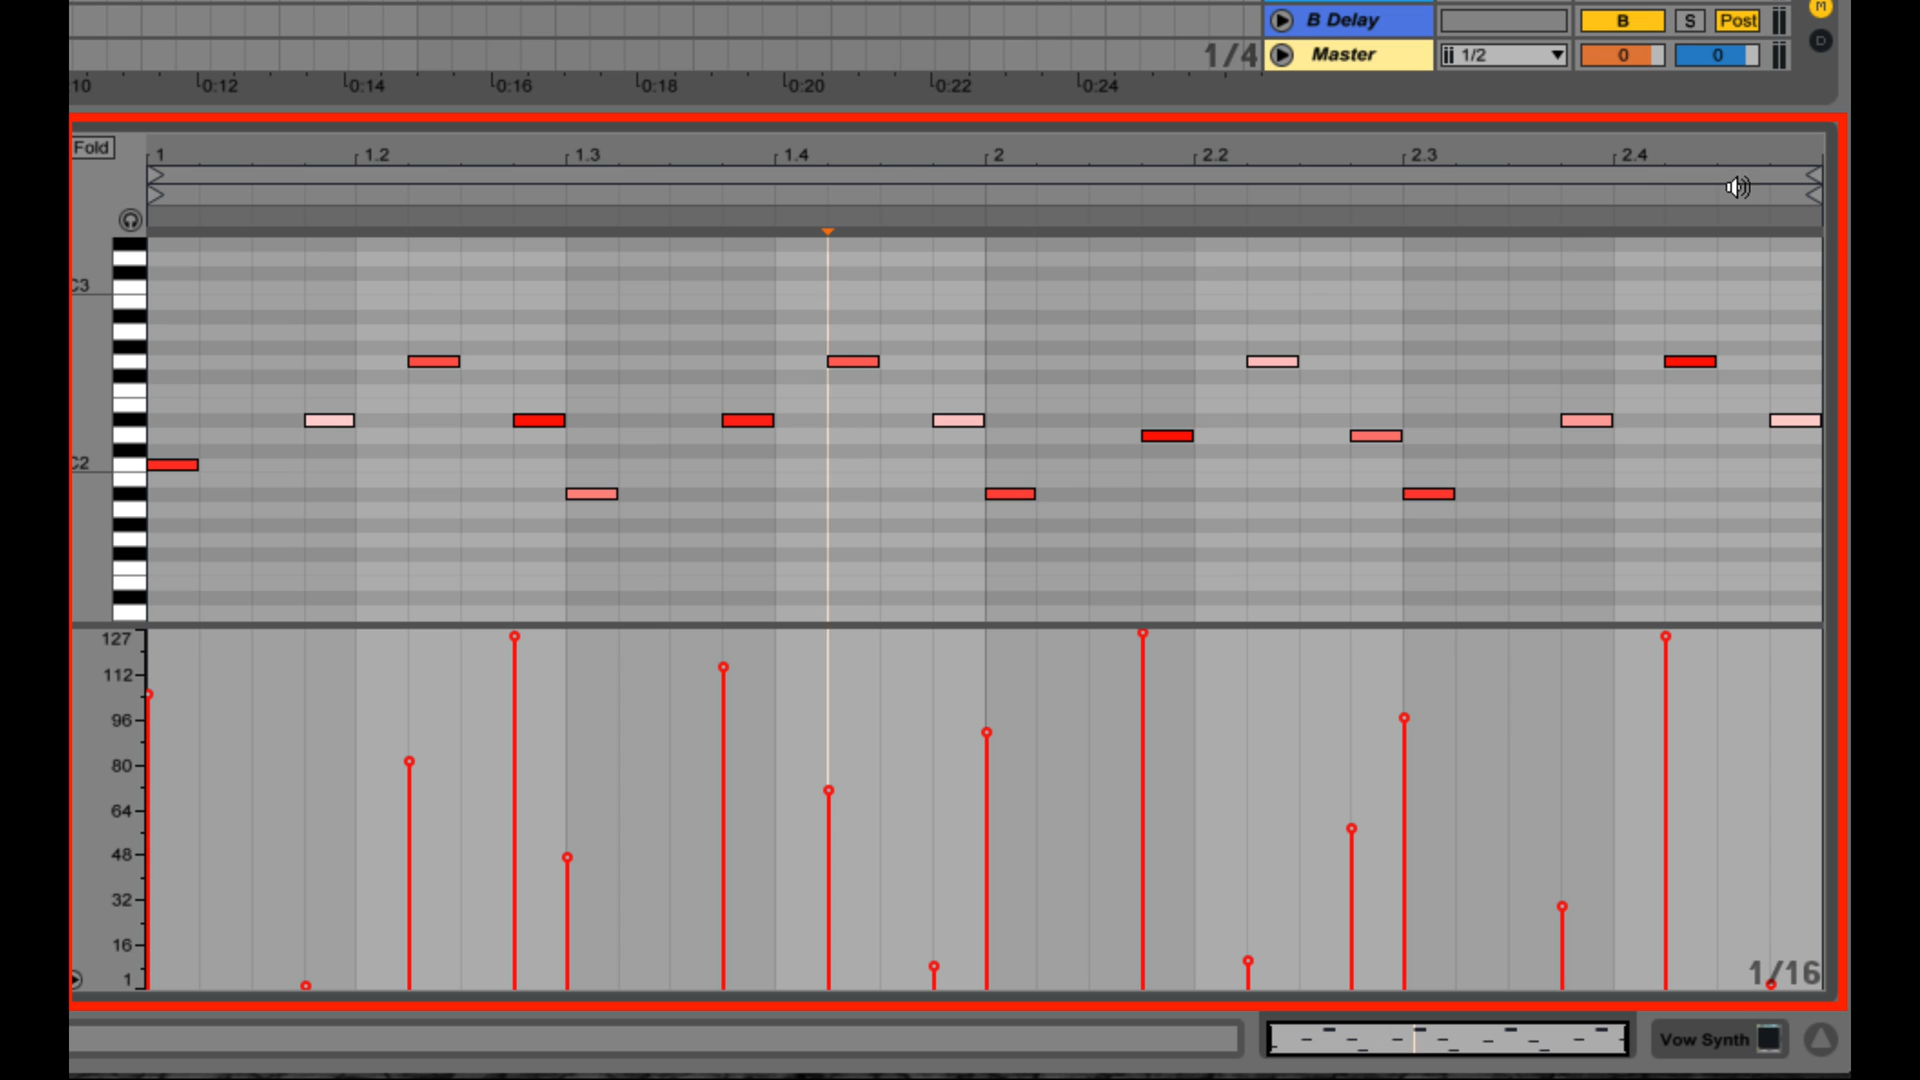 B Delay B S Post M
1/4 Master 1/2 0 0 D
:10 0:12 0:14 0:16 0:18 0:20 0:22 0:24
Fold
1 1.2 1.3 1.4 2 2.2 2.3 2.4
C3
C2
127
112
96
80
64
48
32
16
1
1/16
Vow Synth